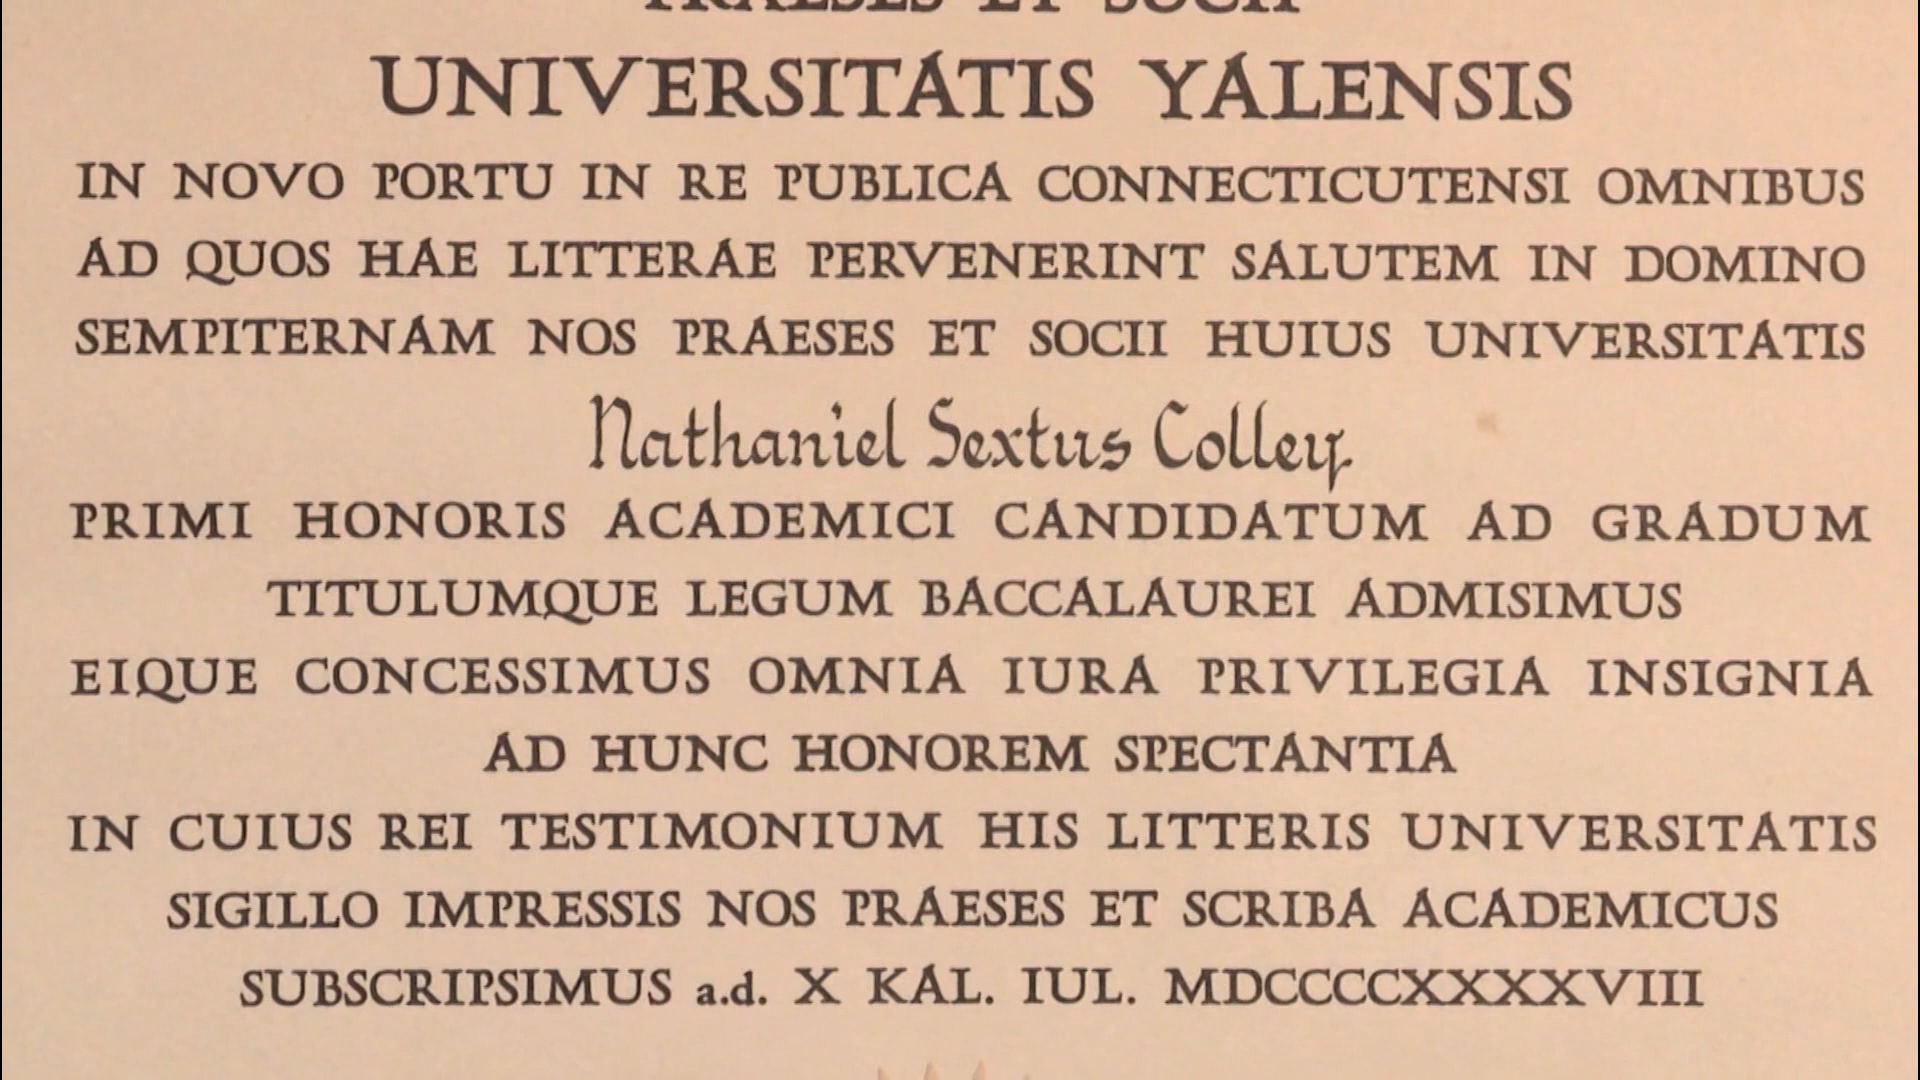 PRAESES ET SOCII
UNIVERSITATIS YALENSIS
IN NOVO PORTU IN RE PUBLICA CONNECTICUTENSI OMNIBUS
AD QUOS HAE LITTERAE PERVENERINT SALUTEM IN DOMINO
SEMPITERNAM NOS PRAESES ET SOCII HUIUS UNIVERSITATIS
Nathaniel Sextus Colley
PRIMI HONORIS ACADEMICI CANDIDATUM AD GRADUM
TITULUMQUE LEGUM BACCALAUREI ADMISIMUS
EIQUE CONCESSIMUS OMNIA IURA PRIVILEGIA INSIGNIA
AD HUNC HONOREM SPECTANTIA
IN CUIUS REI TESTIMONIUM HIS LITTERIS UNIVERSITATIS
SIGILLO IMPRESSIS NOS PRAESES ET SCRIBA ACADEMICUS
SUBSCRIPSIMUS a.d. X KAL. IUL. MDCCCCXXXXVIII